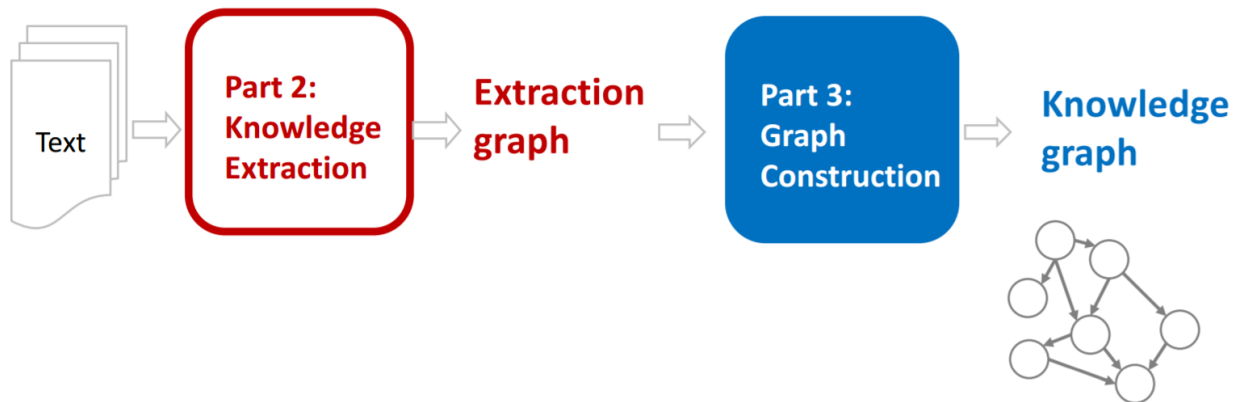 Text
Part 2:
Knowledge
Extraction
Extraction
graph
Part 3:
Graph
Construction
Knowledge
graph